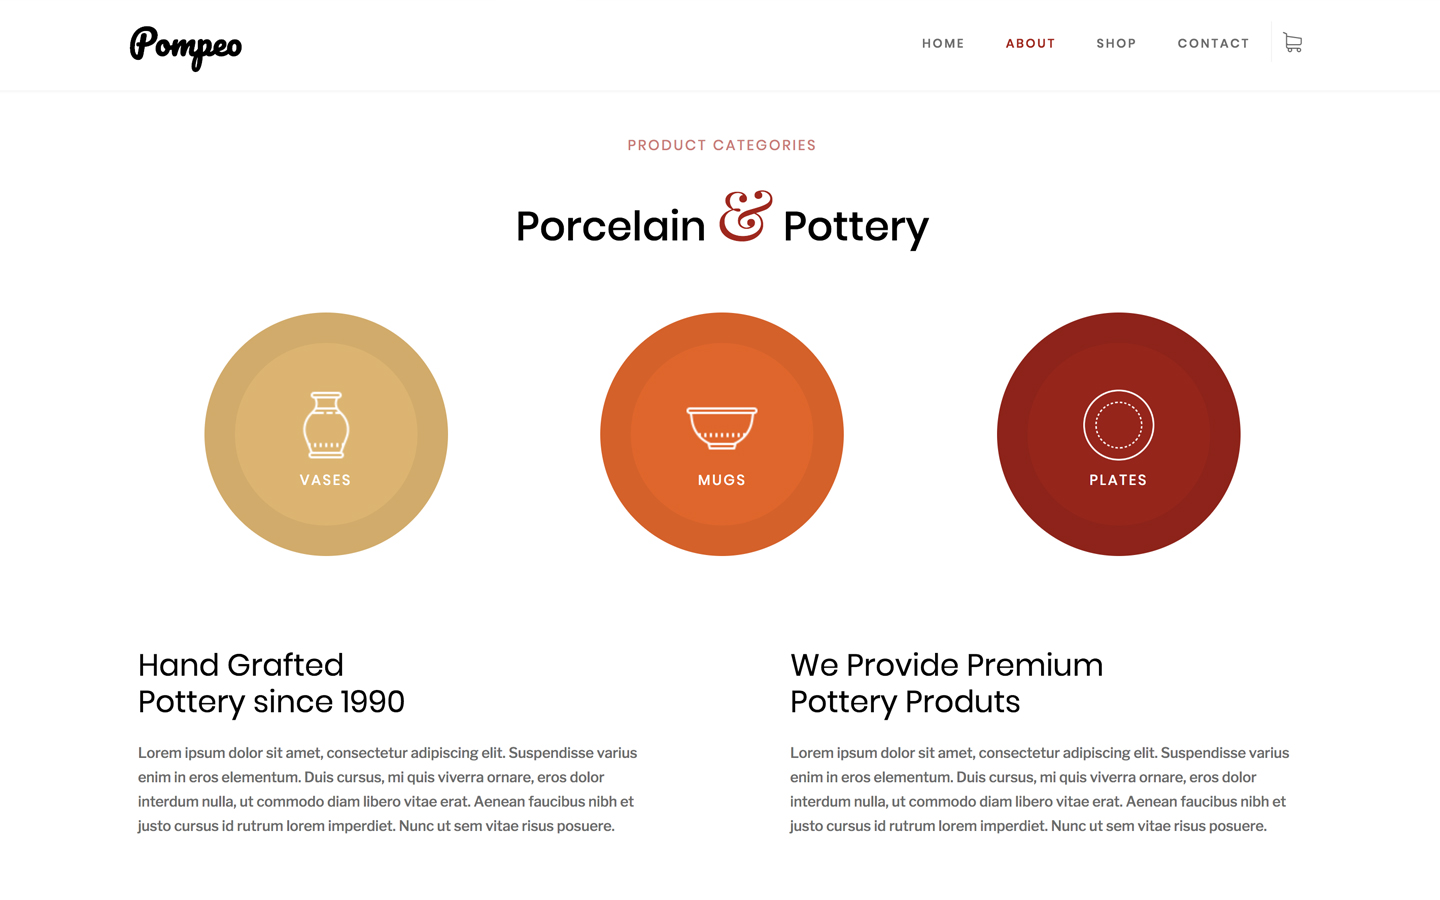 Pompeo
HOME ABOUT SHOP CONTACT
PRODUCT CATEGORIES
Porcelain & Pottery
VASES
MUGS
PLATES
Hand Grafted
Pottery since 1990
Lorem ipsum dolor sit amet, consectetur adipiscing elit. Suspendisse varius
enim in eros elementum. Duis cursus, mi quis viverra ornare, eros dolor
interdum nulla, ut commodo diam libero vitae erat. Aenean faucibus nibh et
justo cursus id rutrum lorem imperdiet. Nunc ut sem vitae risus posuere.
We Provide Premium
Pottery Produts
Lorem ipsum dolor sit amet, consectetur adipiscing elit. Suspendisse varius
enim in eros elementum. Duis cursus, mi quis viverra ornare, eros dolor
interdum nulla, ut commodo diam libero vitae erat. Aenean faucibus nibh et
justo cursus id rutrum lorem imperdiet. Nunc ut sem vitae risus posuere.